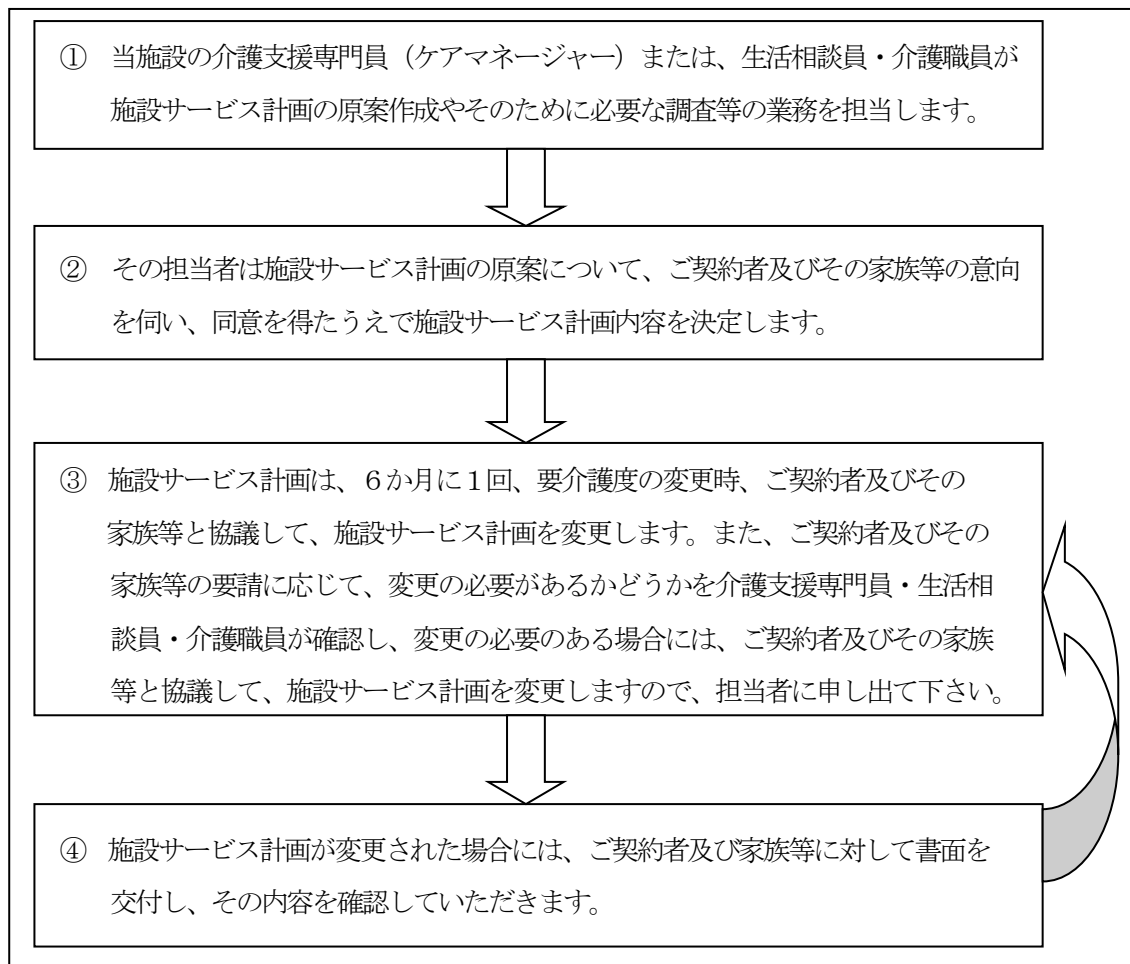 ① 当施設の介護支援専門員（ケアマネージャー）または、生活相談員・介護職員が
施設サービス計画の原案作成やそのために必要な調査等の業務を担当します。
② その担当者は施設サービス計画の原案について、ご契約者及びその家族等の意向
を伺い、同意を得たうえで施設サービス計画内容を決定します。
③ 施設サービス計画は、６か月に１回、要介護度の変更時、ご契約者及びその
家族等と協議して、施設サービス計画を変更します。また、ご契約者及びその
家族等の要請に応じて、変更の必要があるかどうかを介護支援専門員・生活相
談員・介護職員が確認し、変更の必要のある場合には、ご契約者及びその家族
等と協議して、施設サービス計画を変更しますので、担当者に申し出て下さい。
④ 施設サービス計画が変更された場合には、ご契約者及び家族等に対して書面を
交付し、その内容を確認していただきます。